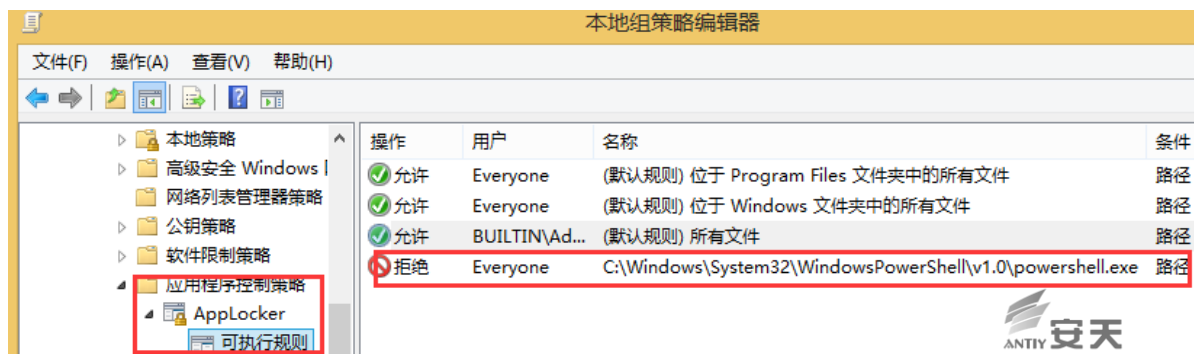 本地组策略编辑器
文件(F) 操作(A) 查看(V) 帮助(H)
本地策略
高级安全 Windows
网络列表管理器策略
公钥策略
软件限制策略
应用程序控制策略
AppLocker
可执行规则
操作 用户 名称 条件
允许 Everyone (默认规则) 位于 Program Files 文件夹中的所有文件 路径
允许 Everyone (默认规则) 位于 Windows 文件夹中的所有文件 路径
允许 BUILTIN\Ad... (默认规则) 所有文件 路径
拒绝 Everyone C:\Windows\System32\WindowsPowerShell\v1.0\powershell.exe 路径
ANTIY 安天